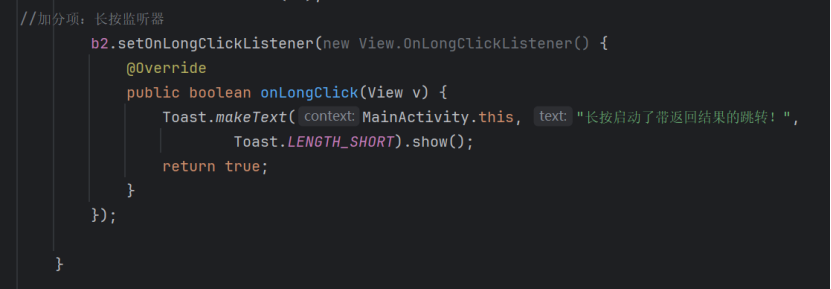 //加分项：长按监听器
b2.setOnLongClickListener(new View.OnLongClickListener() {
@Override
public boolean onLongClick(View v) {
Toast.makeText( context: MainActivity.this, text: "长按启动了带返回结果的跳转！",
Toast.LENGTH_SHORT).show();
return true;
}
});
}